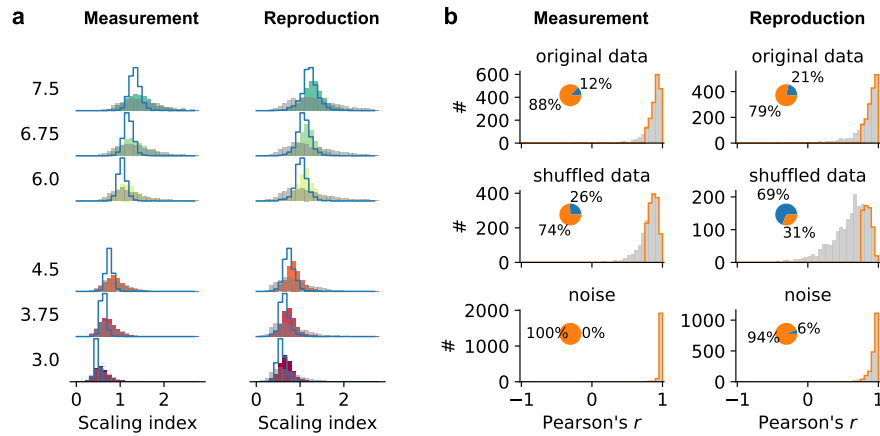 a
Measurement
Reproduction
7.5
6.75
6.0
4.5
3.75
3.0
0 1 2
0 1 2
Scaling index
Scaling index
b
Measurement
Reproduction
original data
original data
#
600
400
200
0
12%
88%
400
200
0
21%
79%
shuffled data
shuffled data
#
400
200
0
26%
74%
200
100
0
69%
31%
noise
noise
#
2000
1000
0
100%
0%
1000
500
0
94%
6%
−1 0 1
−1 0 1
Pearson's r
Pearson's r